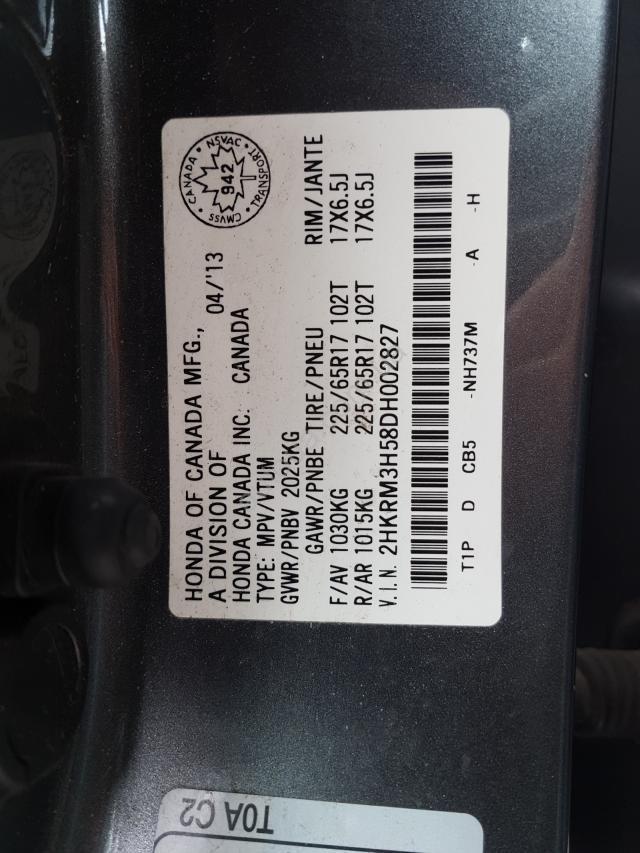 HONDA OF CANADA MFG., 04/'13
A DIVISION OF
HONDA CANADA INC. CANADA
TYPE: MPV/VTUM
GVWR/PNBV 2025KG
GAWR/PNBE TIRE/PNEU RIM/JANTE
F/AV 1030KG 225/65R17 102T 17X6.5J
R/AR 1015KG 225/65R17 102T 17X6.5J
V.I.N. 2HKRM3H58DH002827
T1P D CB5 -NH737M -A -H
CANADA • NSVAC • TRANSPORT • CMVSS •
942
T0A C2